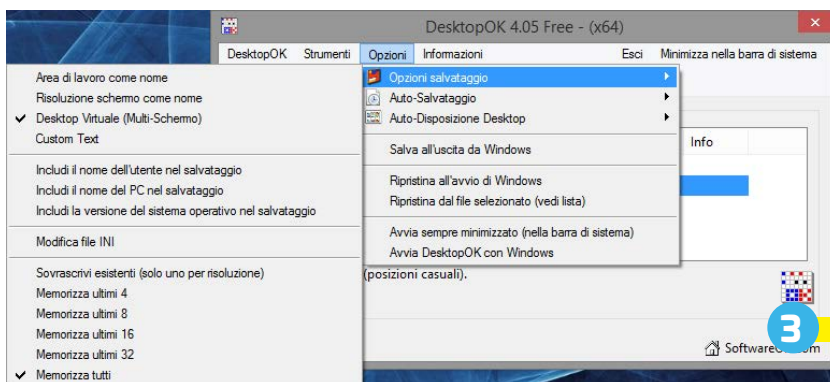 DesktopOK 4.05 Free - (x64)
DesktopOK Strumenti Opzioni Informazioni Esci Minimizza nella barra di sistema
Area di lavoro come nome
Risoluzione schermo come nome
Desktop Virtuale (Multi-Schermo)
Custom Text
Includi il nome dell'utente nel salvataggio
Includi il nome del PC nel salvataggio
Includi la versione del sistema operativo nel salvataggio
Modifica file INI
Sovrascrivi esistenti (solo uno per risoluzione)
Memorizza ultimi 4
Memorizza ultimi 8
Memorizza ultimi 16
Memorizza ultimi 32
Memorizza tutti
Opzioni salvataggio
Auto-Salvataggio
Auto-Disposizione Desktop
Salva all'uscita da Windows
Ripristina all'avvio di Windows
Ripristina dal file selezionato (vedi lista)
Avvia sempre minimizzato (nella barra di sistema)
Avvia DesktopOK con Windows
Info
(posizioni casuali).
3